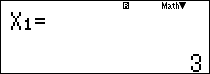 R Math▼
X₁=
3